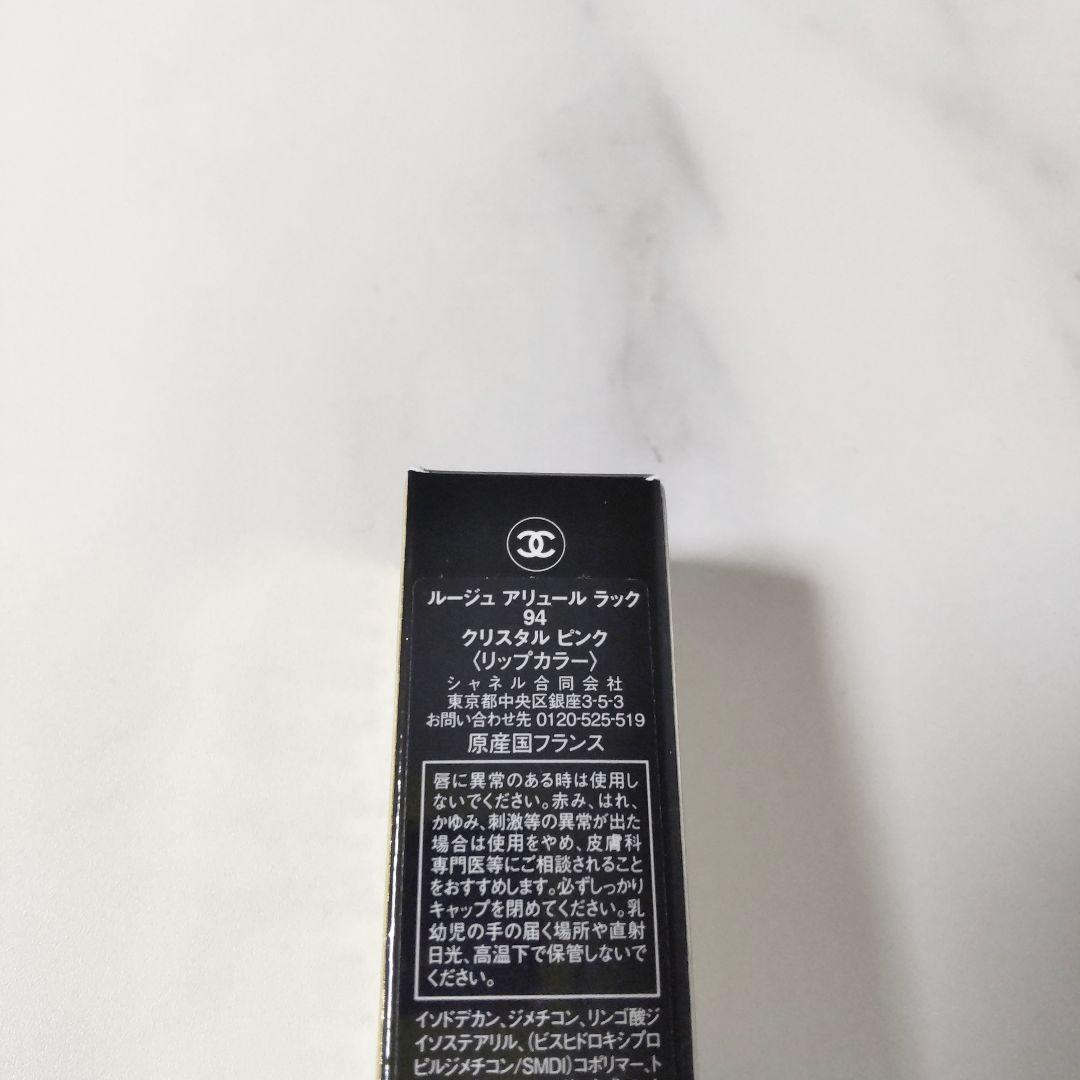 ルージュ アリュール ラック
94
クリスタル ピンク
〈リップカラー〉
シャネル合同会社
東京都中央区銀座3-5-3
お問い合わせ先 0120-525-519
原産国フランス
唇に異常のある時は使用し
ないでください。赤み、はれ、
かゆみ、刺激等の異常が出た
場合は使用をやめ、皮膚科
専門医等にご相談されること
をおすすめします。必ずしっかり
キャップを閉めてください。乳
幼児の手の届く場所や直射
日光、高温下で保管しないで
ください。
イソドデカン、ジメチコン、リンゴ酸ジ
イソステアリル、(ビスヒドロキシプロ
ピルジメチコン/SMDI)コポリマー、ト